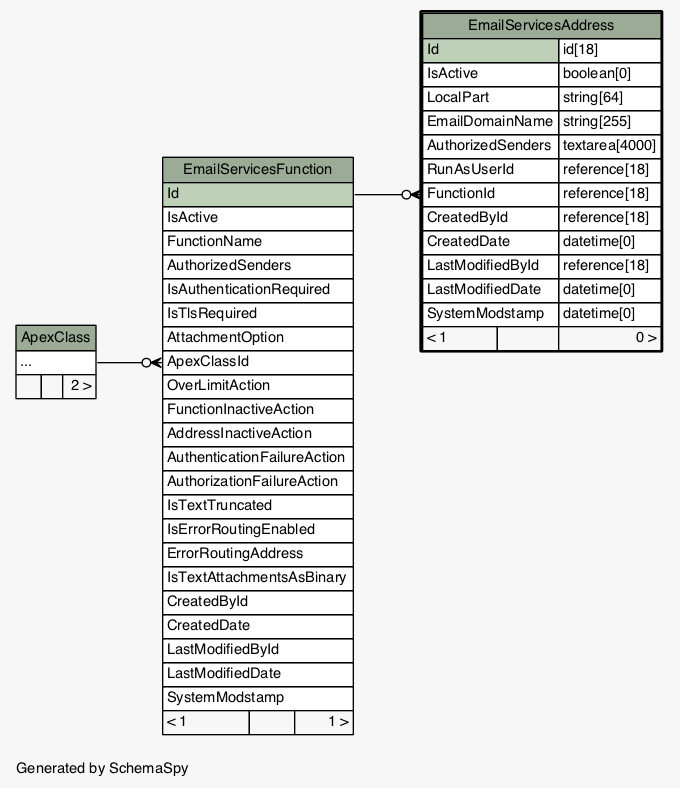 EmailServicesAddress
Id id[18]
IsActive boolean[0]
LocalPart string[64]
EmailDomainName string[255]
AuthorizedSenders textarea[4000]
RunAsUserId reference[18]
FunctionId reference[18]
CreatedById reference[18]
CreatedDate datetime[0]
LastModifiedById reference[18]
LastModifiedDate datetime[0]
SystemModstamp datetime[0]
< 1 0 >
EmailServicesFunction
Id
IsActive
FunctionName
AuthorizedSenders
IsAuthenticationRequired
IsTlsRequired
AttachmentOption
ApexClassId
OverLimitAction
FunctionInactiveAction
AddressInactiveAction
AuthenticationFailureAction
AuthorizationFailureAction
IsTextTruncated
IsErrorRoutingEnabled
ErrorRoutingAddress
IsTextAttachmentsAsBinary
CreatedById
CreatedDate
LastModifiedById
LastModifiedDate
SystemModstamp
< 1 1 >
ApexClass
...
2 >
Generated by SchemaSpy